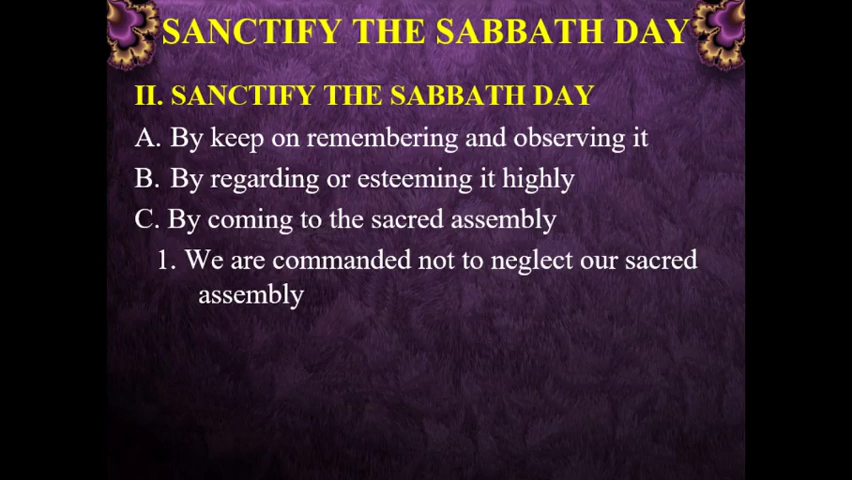 SANCTIFY THE SABBATH DAY
II. SANCTIFY THE SABBATH DAY
A. By keep on remembering and observing it
B. By regarding or esteeming it highly
C. By coming to the sacred assembly
1. We are commanded not to neglect our sacred
assembly